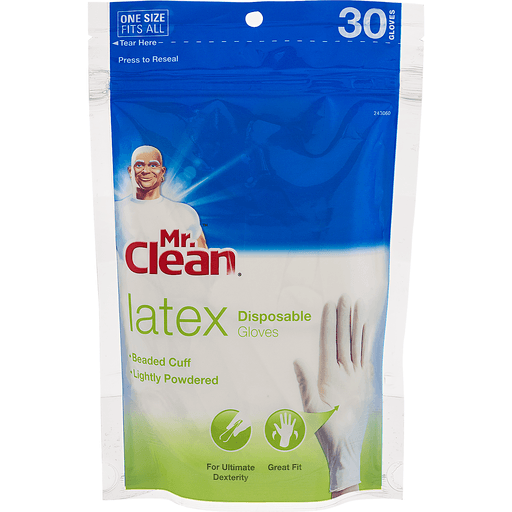 ONE SIZE
FITS ALL
30 GLOVES
Tear Here
Press to Reseal
243060
Mr.
Clean®
latex Disposable
Gloves
•Beaded Cuff
•Lightly Powdered
For Ultimate
Dexterity
Great Fit